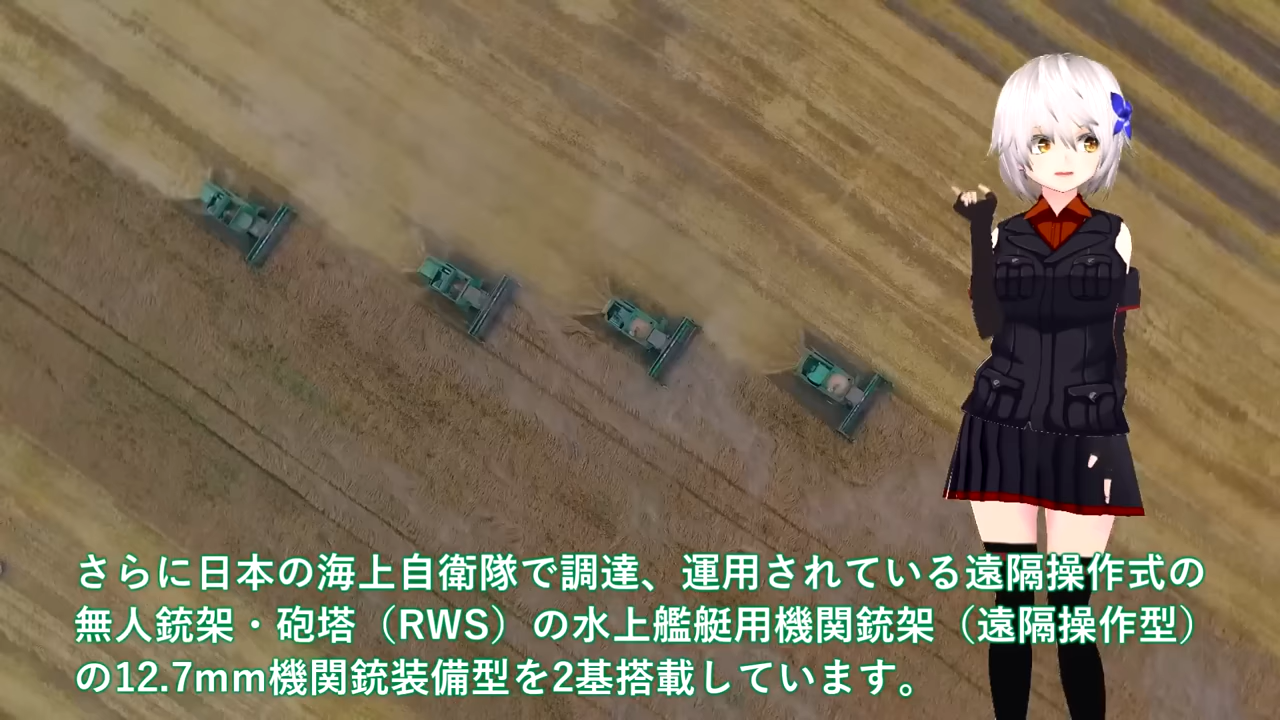 さらに日本の海上自衛隊で調達、運用されている遠隔操作式の
無人銃架・砲塔（RWS）の水上艦艇用機関銃架（遠隔操作型）
の12.7mm機関銃装備型を2基搭載しています。